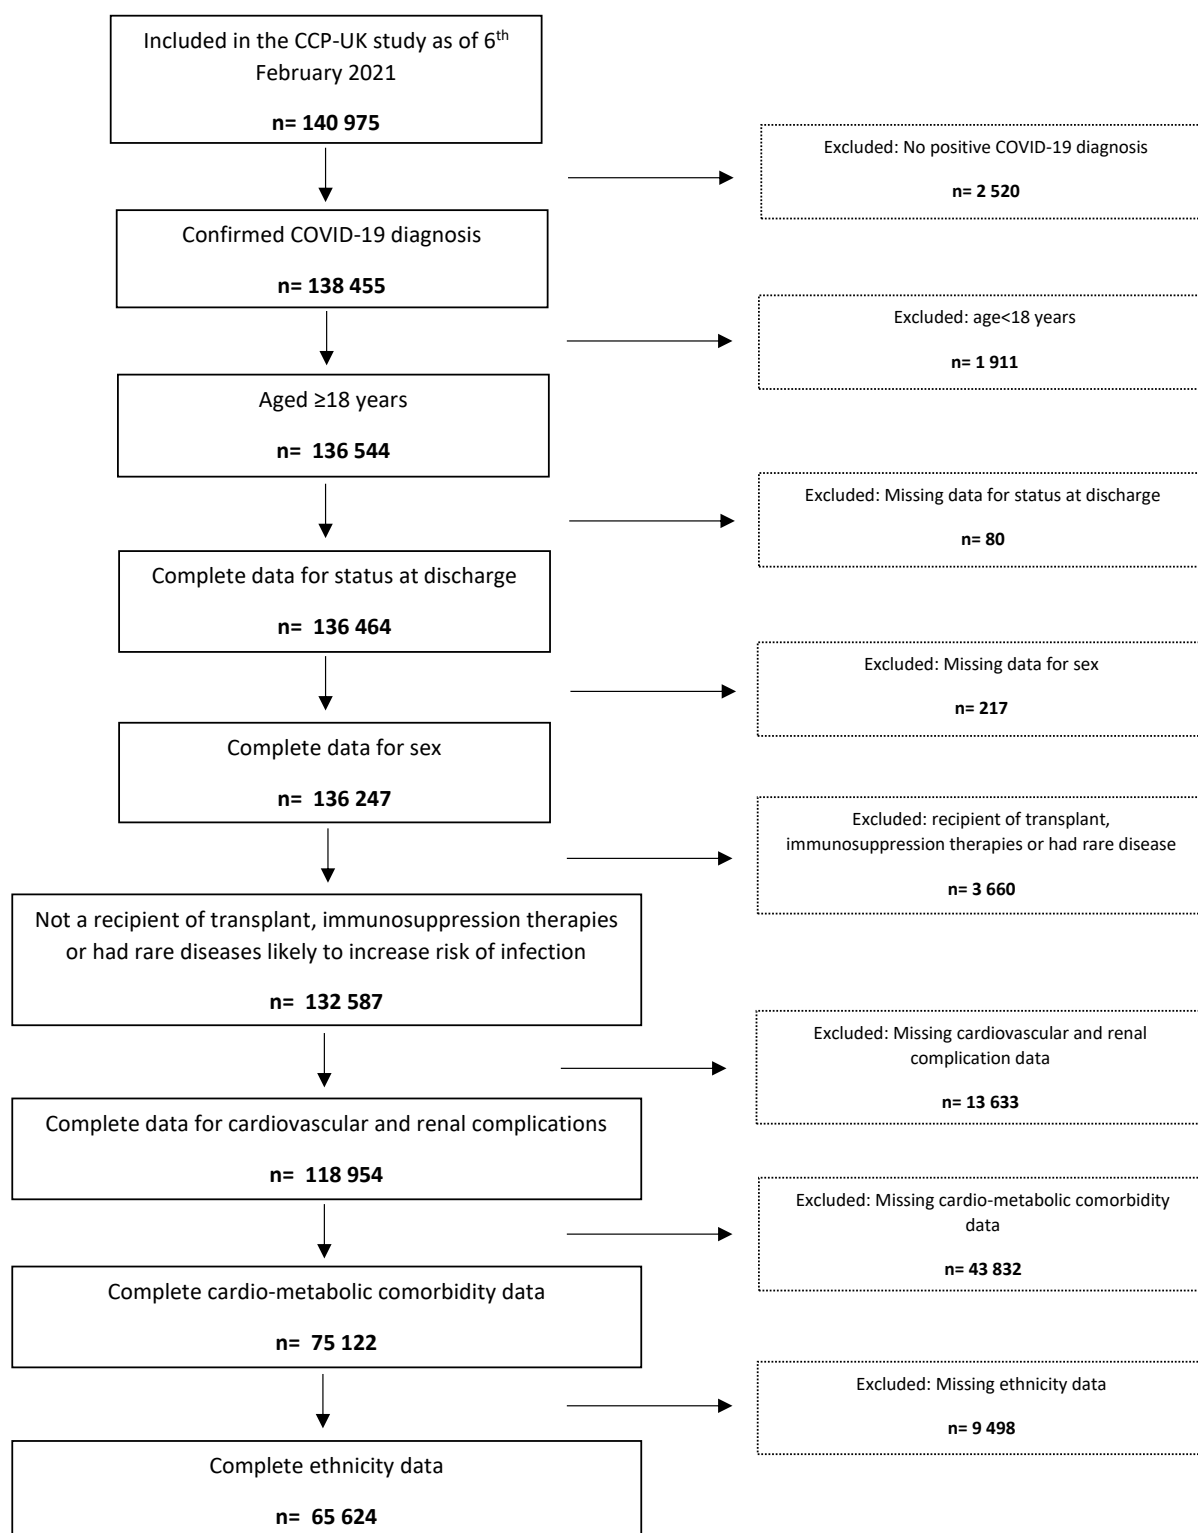 Included in the CCP-UK study as of 6th
February 2021
n= 140 975
Excluded: No positive COVID-19 diagnosis
n= 2 520
Confirmed COVID-19 diagnosis
n= 138 455
Excluded: age<18 years
n= 1 911
Aged ≥18 years
n=  136 544
Excluded: Missing data for status at discharge
n= 80
Complete data for status at discharge
n=  136 464
Excluded: Missing data for sex
n= 217
Complete data for sex
n=  136 247
Excluded: recipient of transplant,
immunosuppression therapies or had rare disease
n= 3 660
Not a recipient of transplant, immunosuppression therapies
or had rare diseases likely to increase risk of infection
n=  132 587
Excluded: Missing cardiovascular and renal
complication data
n= 13 633
Complete data for cardiovascular and renal complications
n=  118 954
Excluded: Missing cardio-metabolic comorbidity
data
n= 43 832
Complete cardio-metabolic comorbidity data
n=  75 122
Excluded: Missing ethnicity data
n= 9 498
Complete ethnicity data
n=  65 624